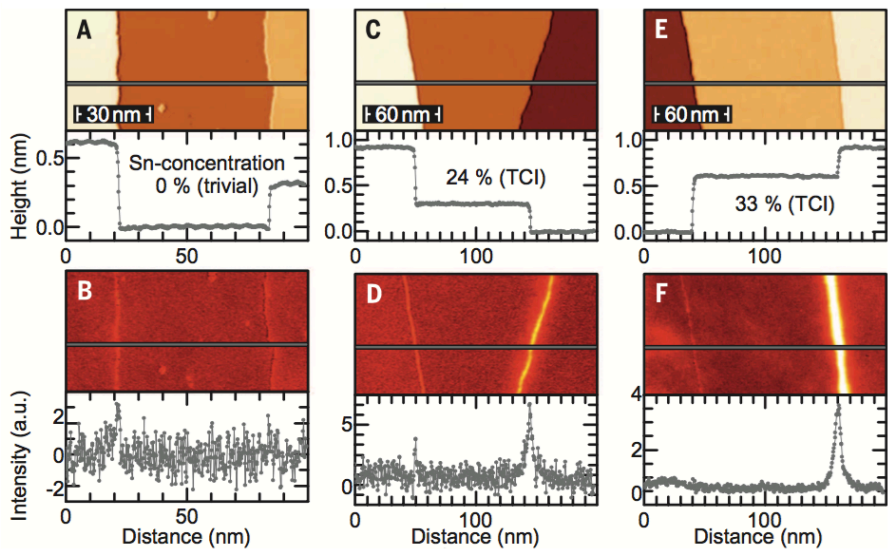 A
30 nm
C
60 nm
E
60 nm
Height (nm)
0.5
0.0
Sn-concentration
0 % (trivial)
0
50
1.0
0.5
0.0
24 % (TCI)
0
100
1.0
0.5
0.0
33 % (TCI)
0
100
B
D
F
Intensity (a.u.)
2
0
-2
0
50
Distance (nm)
5
0
0
100
Distance (nm)
4
2
0
0
100
Distance (nm)